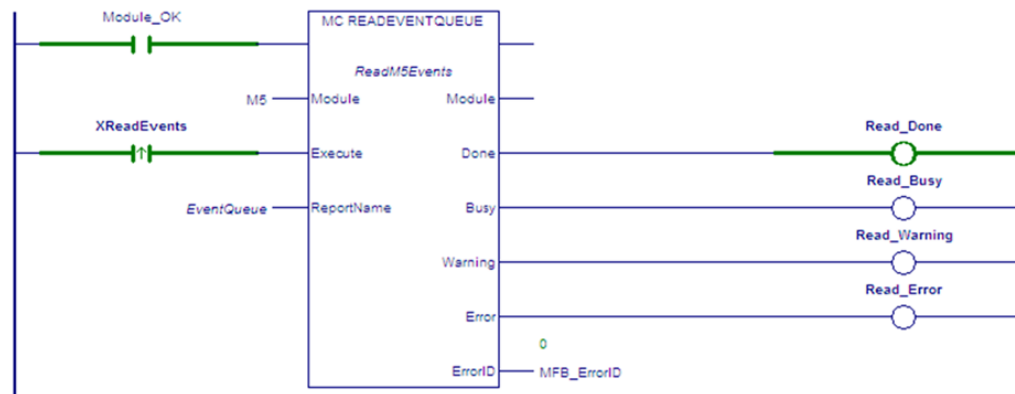 Module_OK
MC READEVENTQUEUE
ReadM5Events
M5
Module
Module
XReadEvents
Read_Done
Execute
Done
Read_Busy
EventQueue
ReportName
Busy
Read_Warning
Warning
Read_Error
Error
0
ErrorID
MFB_ErrorID